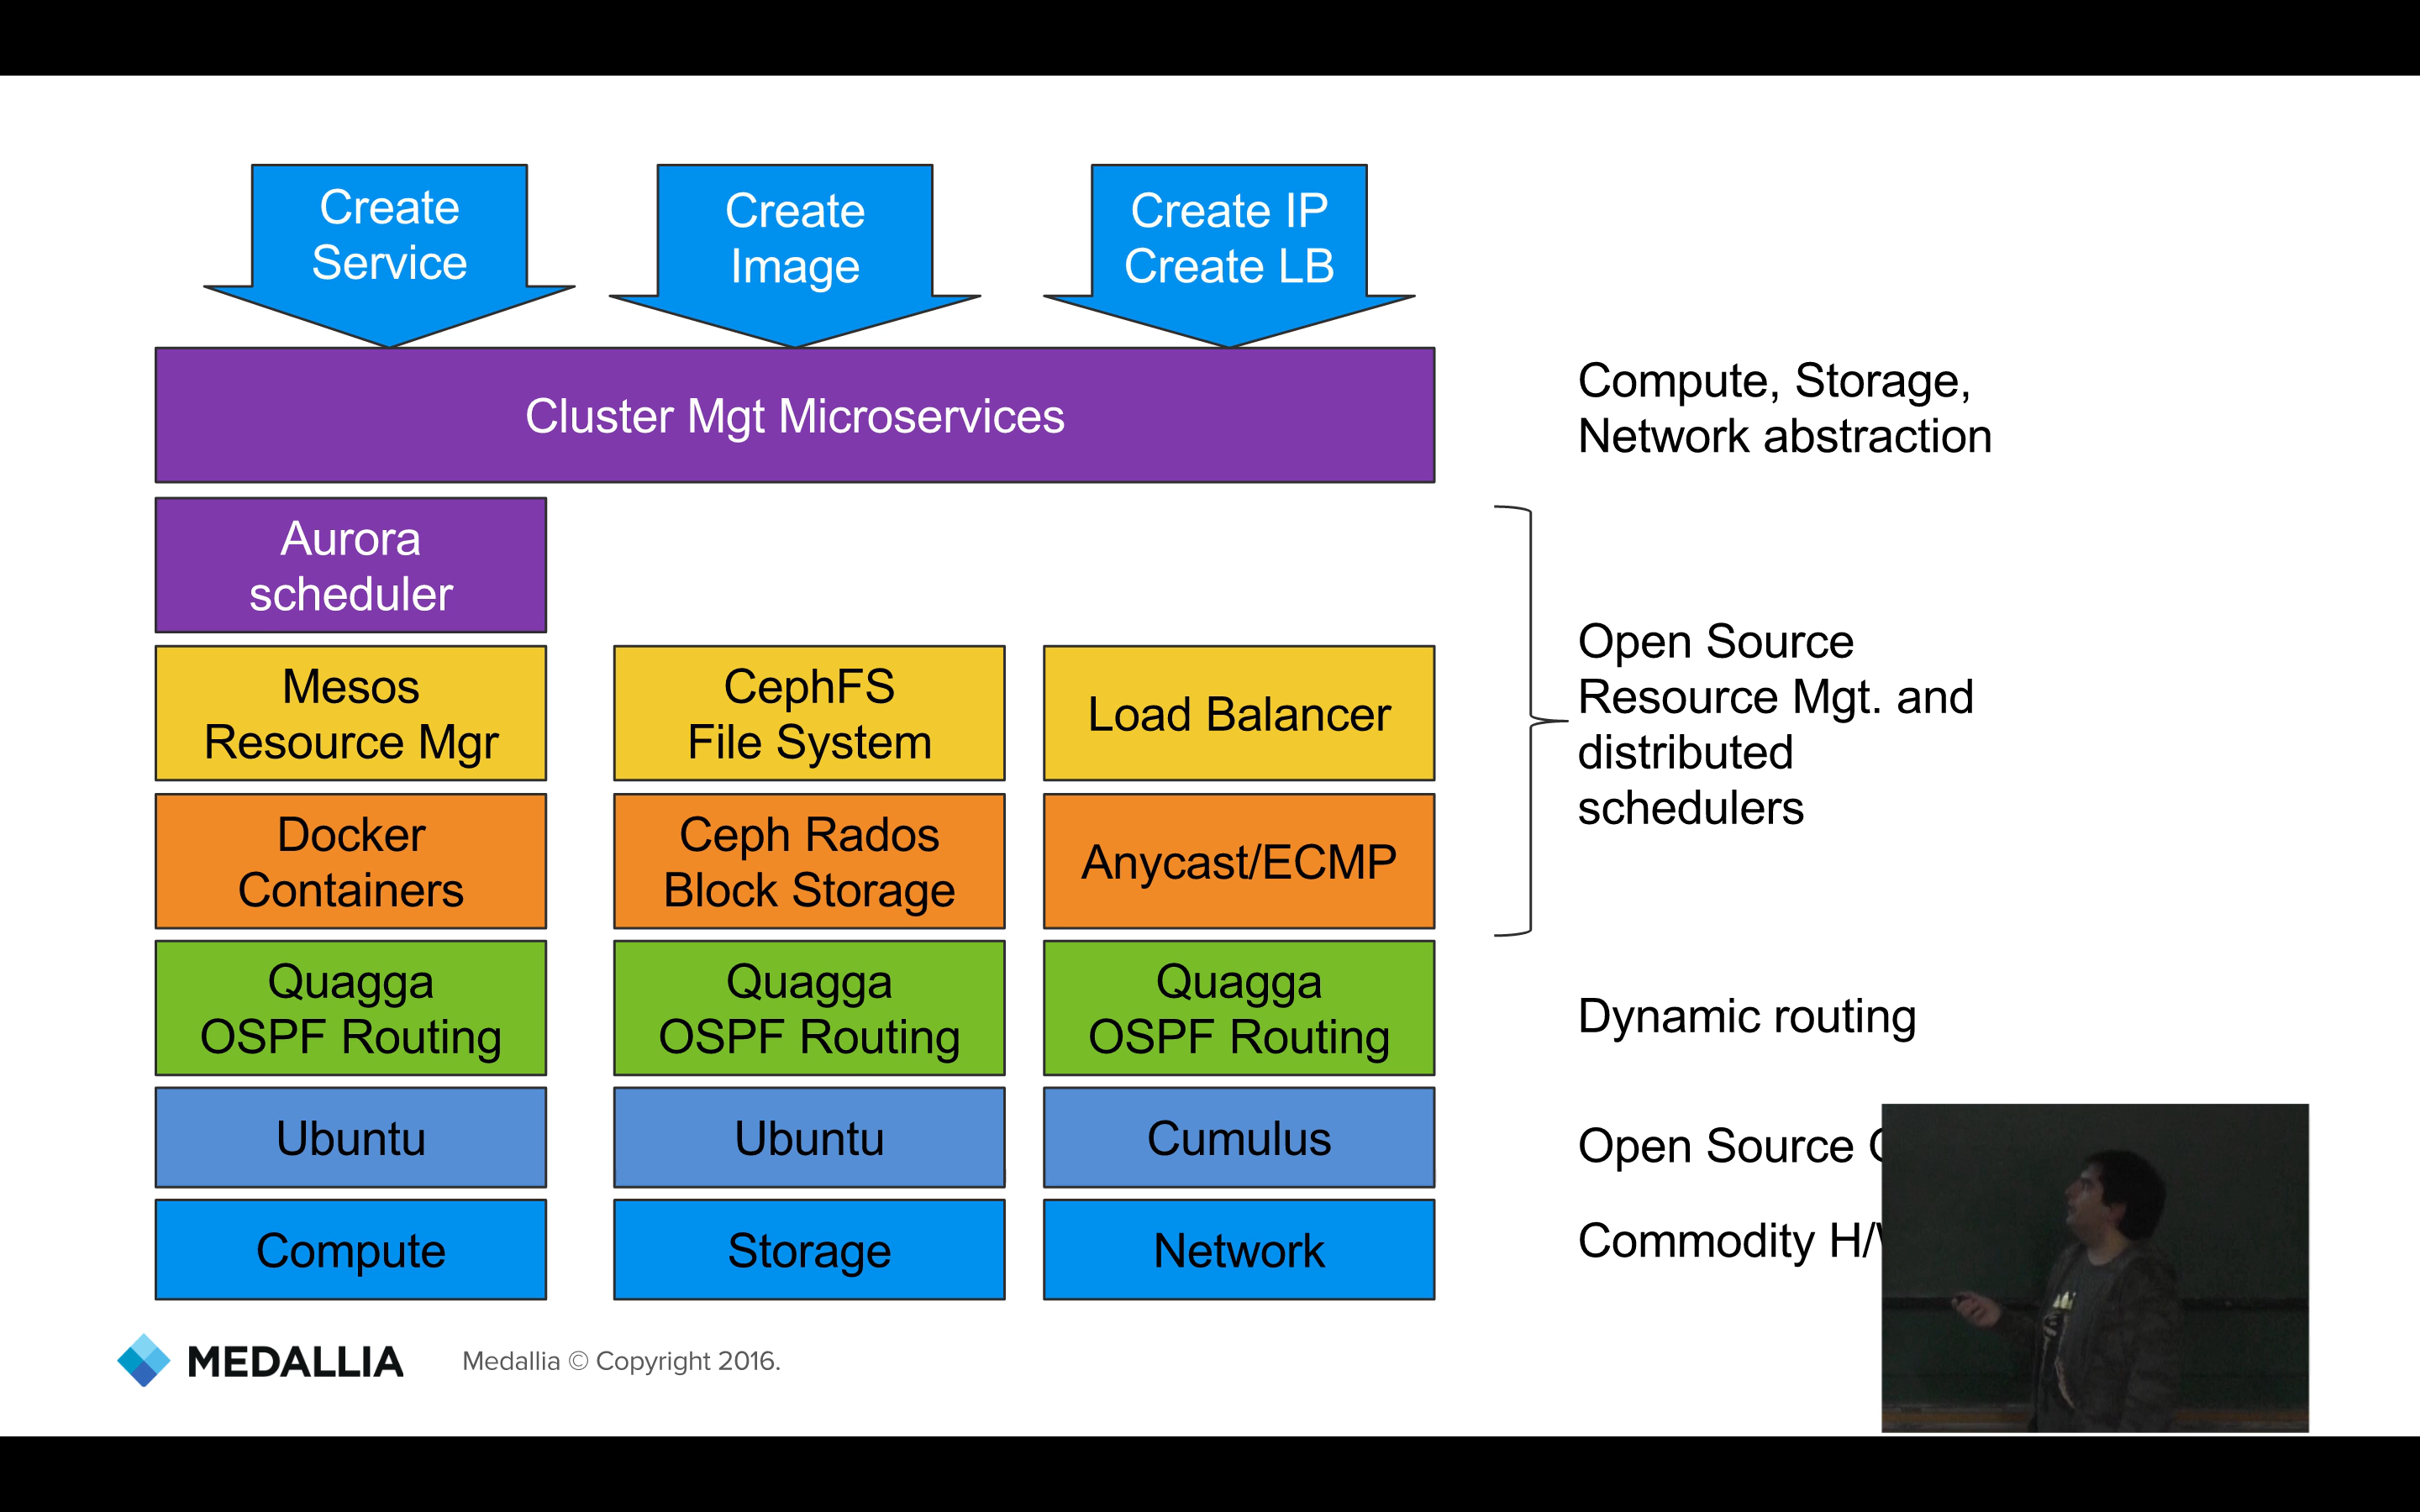 Create
Service
Create
Image
Create IP
Create LB
Cluster Mgt Microservices
Compute, Storage,
Network abstraction
Aurora
scheduler
Mesos
Resource Mgr
CephFS
File System
Load Balancer
Open Source
Resource Mgt. and
distributed
schedulers
Docker
Containers
Ceph Rados
Block Storage
Anycast/ECMP
Quagga
OSPF Routing
Quagga
OSPF Routing
Quagga
OSPF Routing
Dynamic routing
Ubuntu
Ubuntu
Cumulus
Open Source
Compute
Storage
Network
Commodity
MEDALLIA
Medallia © Copyright 2016.